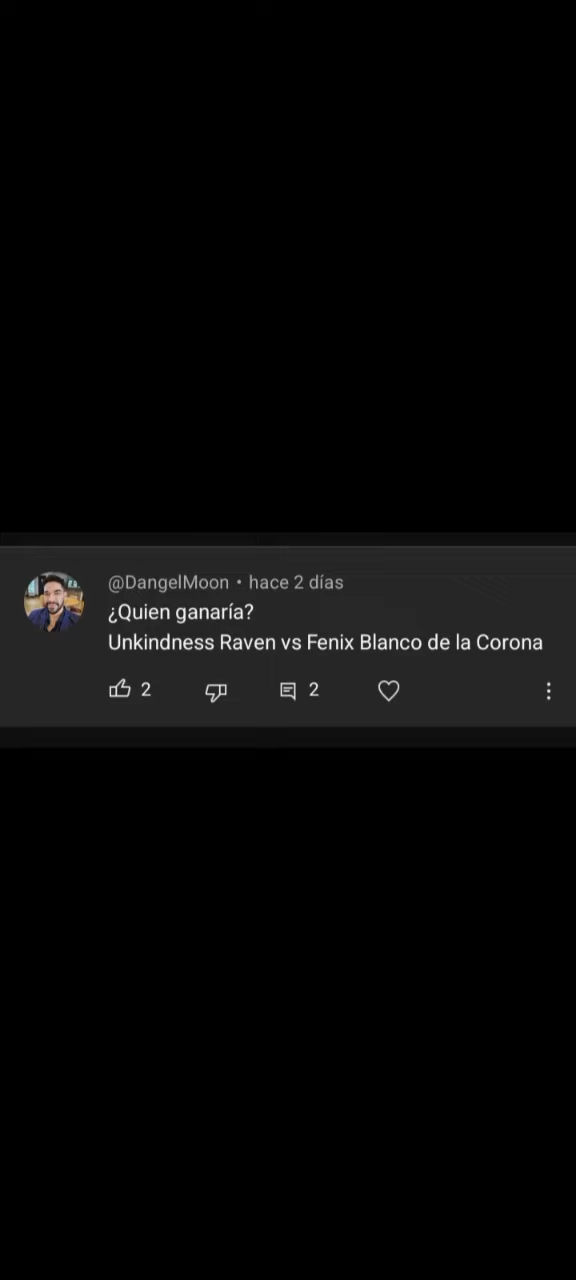 @DangelMoon • hace 2 días
¿Quien ganaría?
Unkindness Raven vs Fenix Blanco de la Corona
2 2